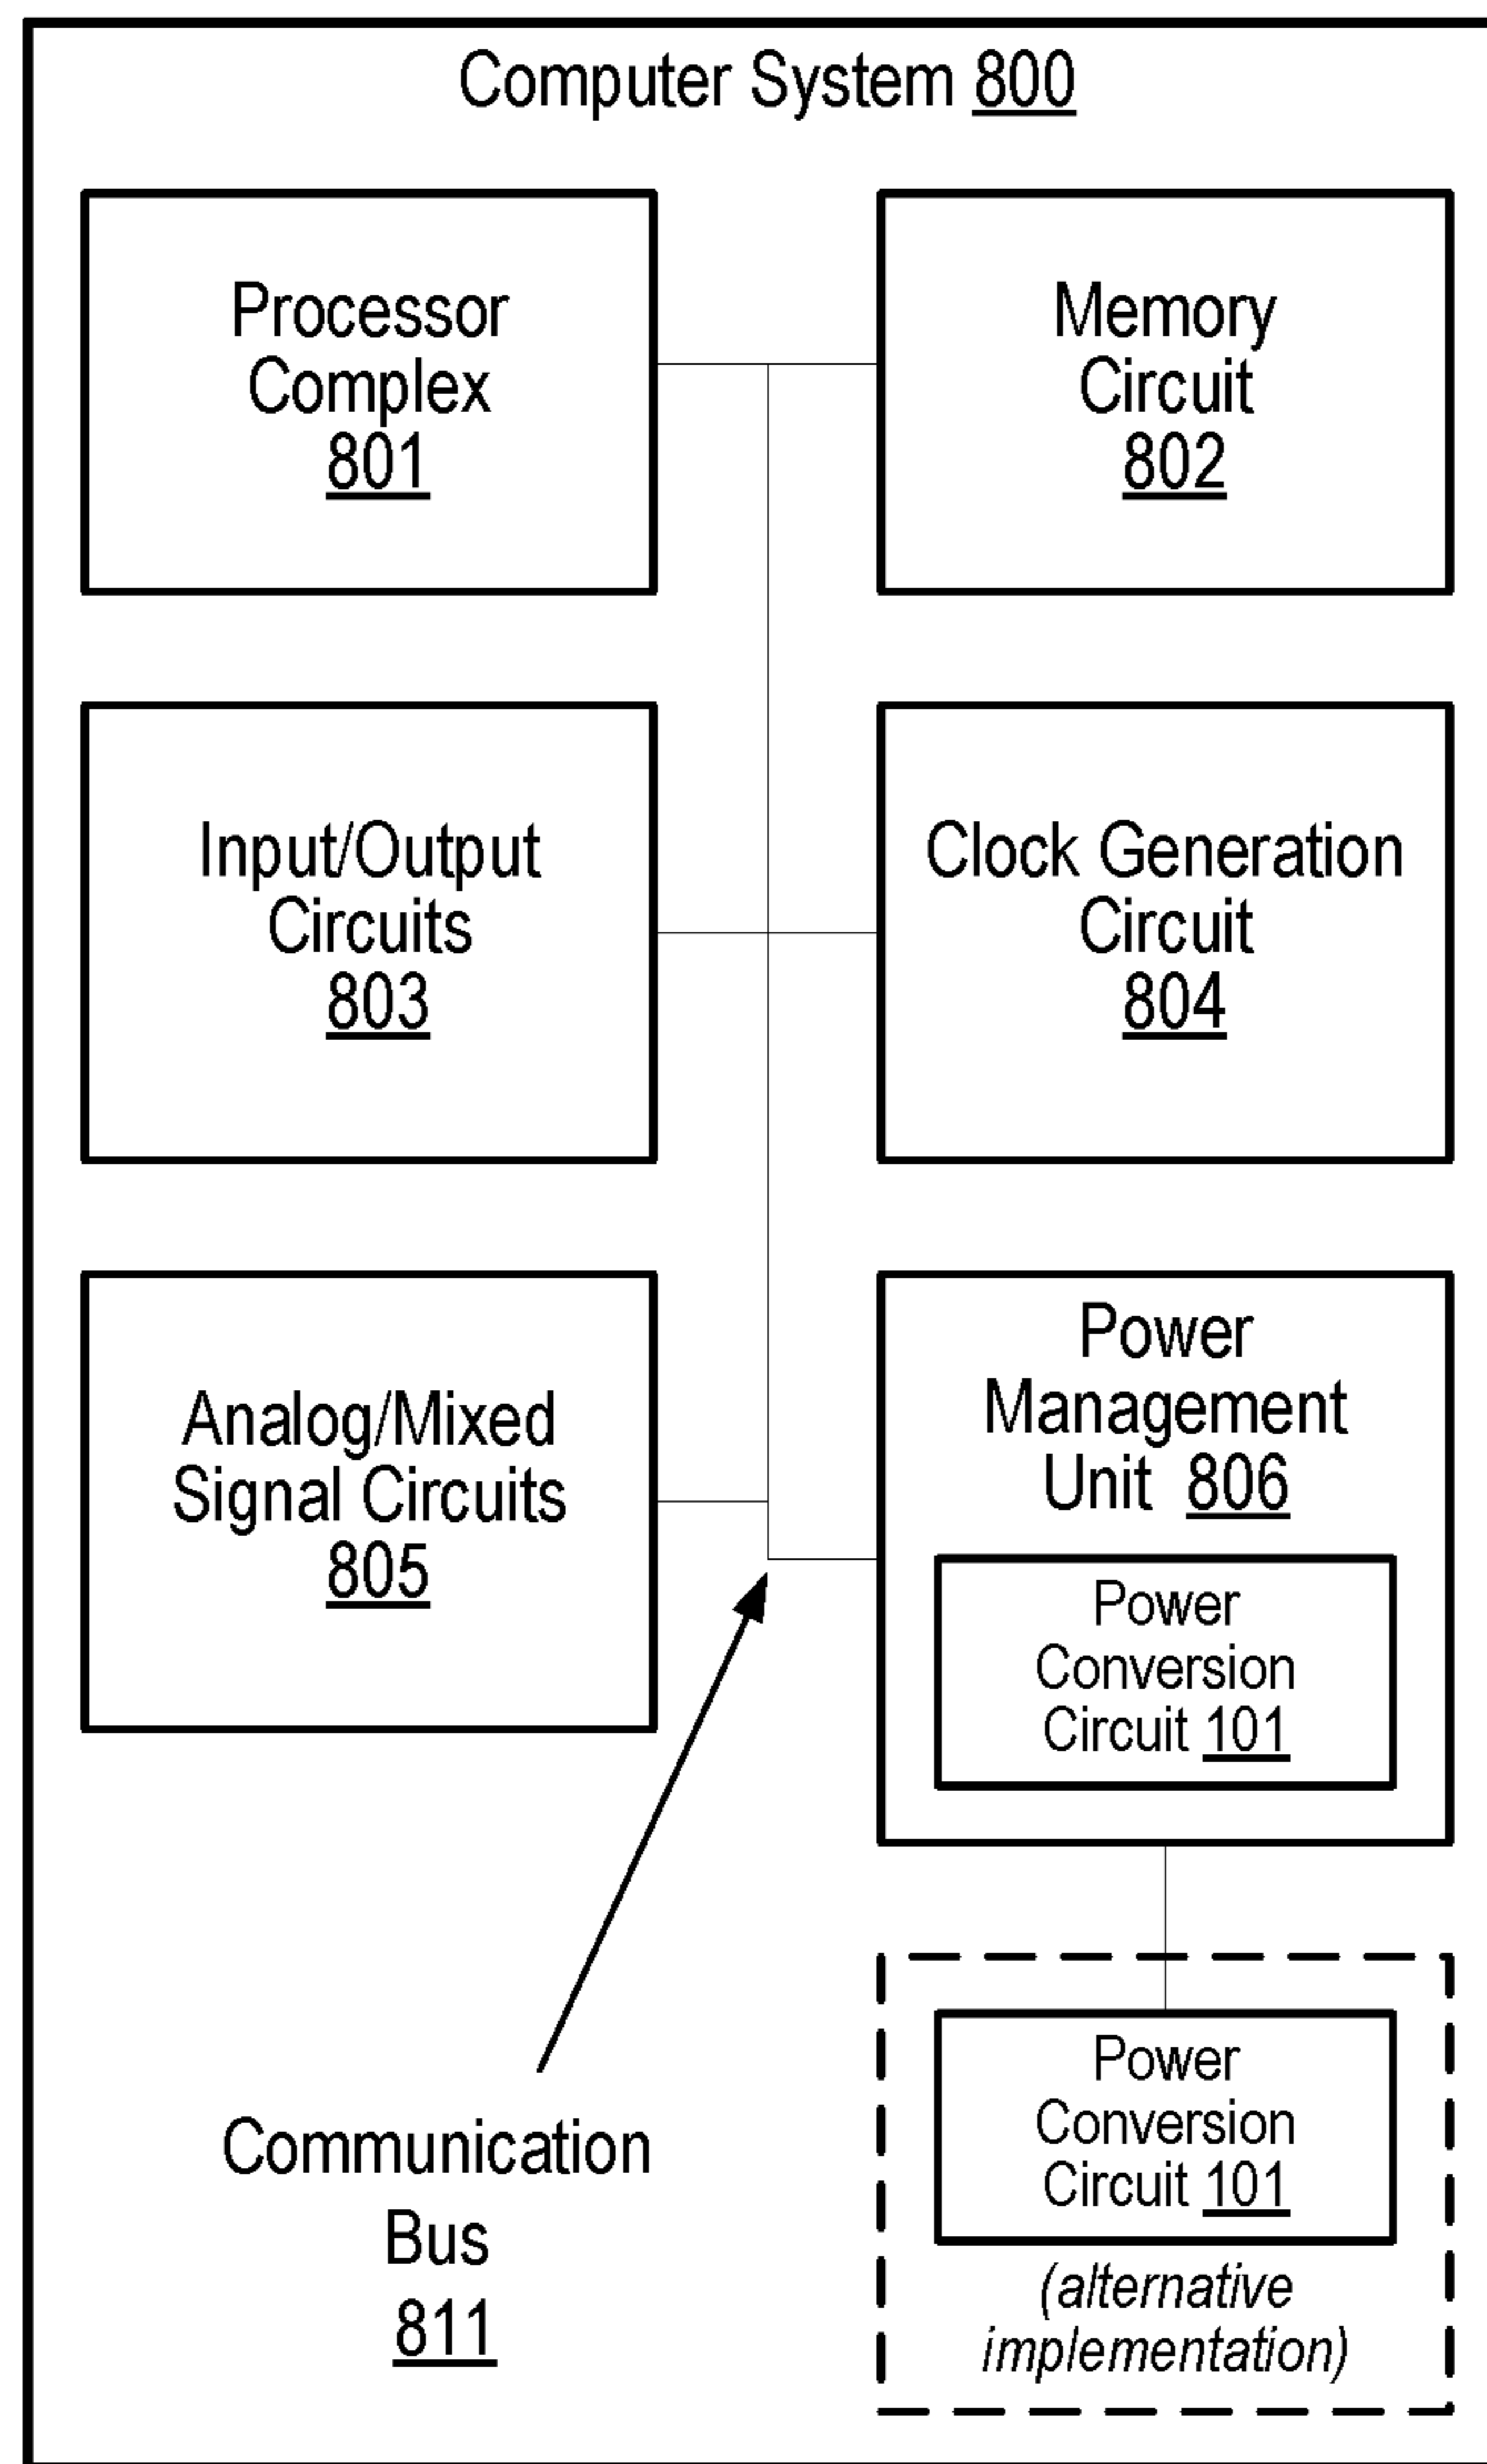 Computer System 800
Processor
Complex
801
Memory
Circuit
802
Input/Output
Circuits
803
Clock Generation
Circuit
804
Analog/Mixed
Signal Circuits
805
Power
Management
Unit 806
Power
Conversion
Circuit 101
Communication
Bus
811
Power
Conversion
Circuit 101
(alternative
implementation)